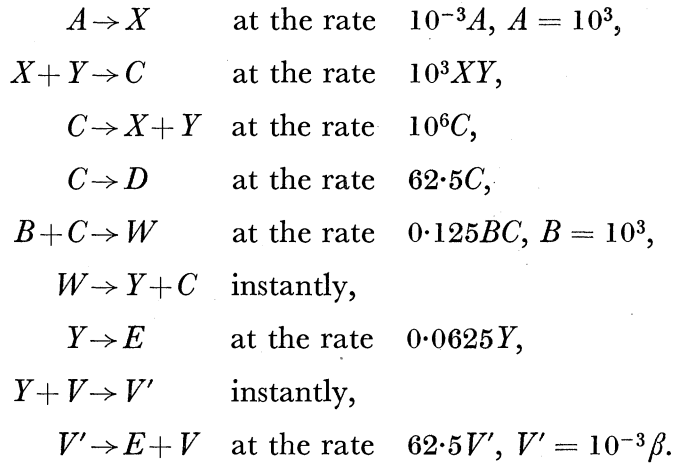 A → X at the rate 10⁻³A, A = 10³,
X+Y → C at the rate 10³XY,
C → X+Y at the rate 10⁶C,
C → D at the rate 62·5C,
B+C → W at the rate 0·125BC, B = 10³,
W → Y+C instantly,
Y → E at the rate 0·0625Y,
Y+V → V′ instantly,
V′ → E+V at the rate 62·5V′, V′ = 10⁻³β.